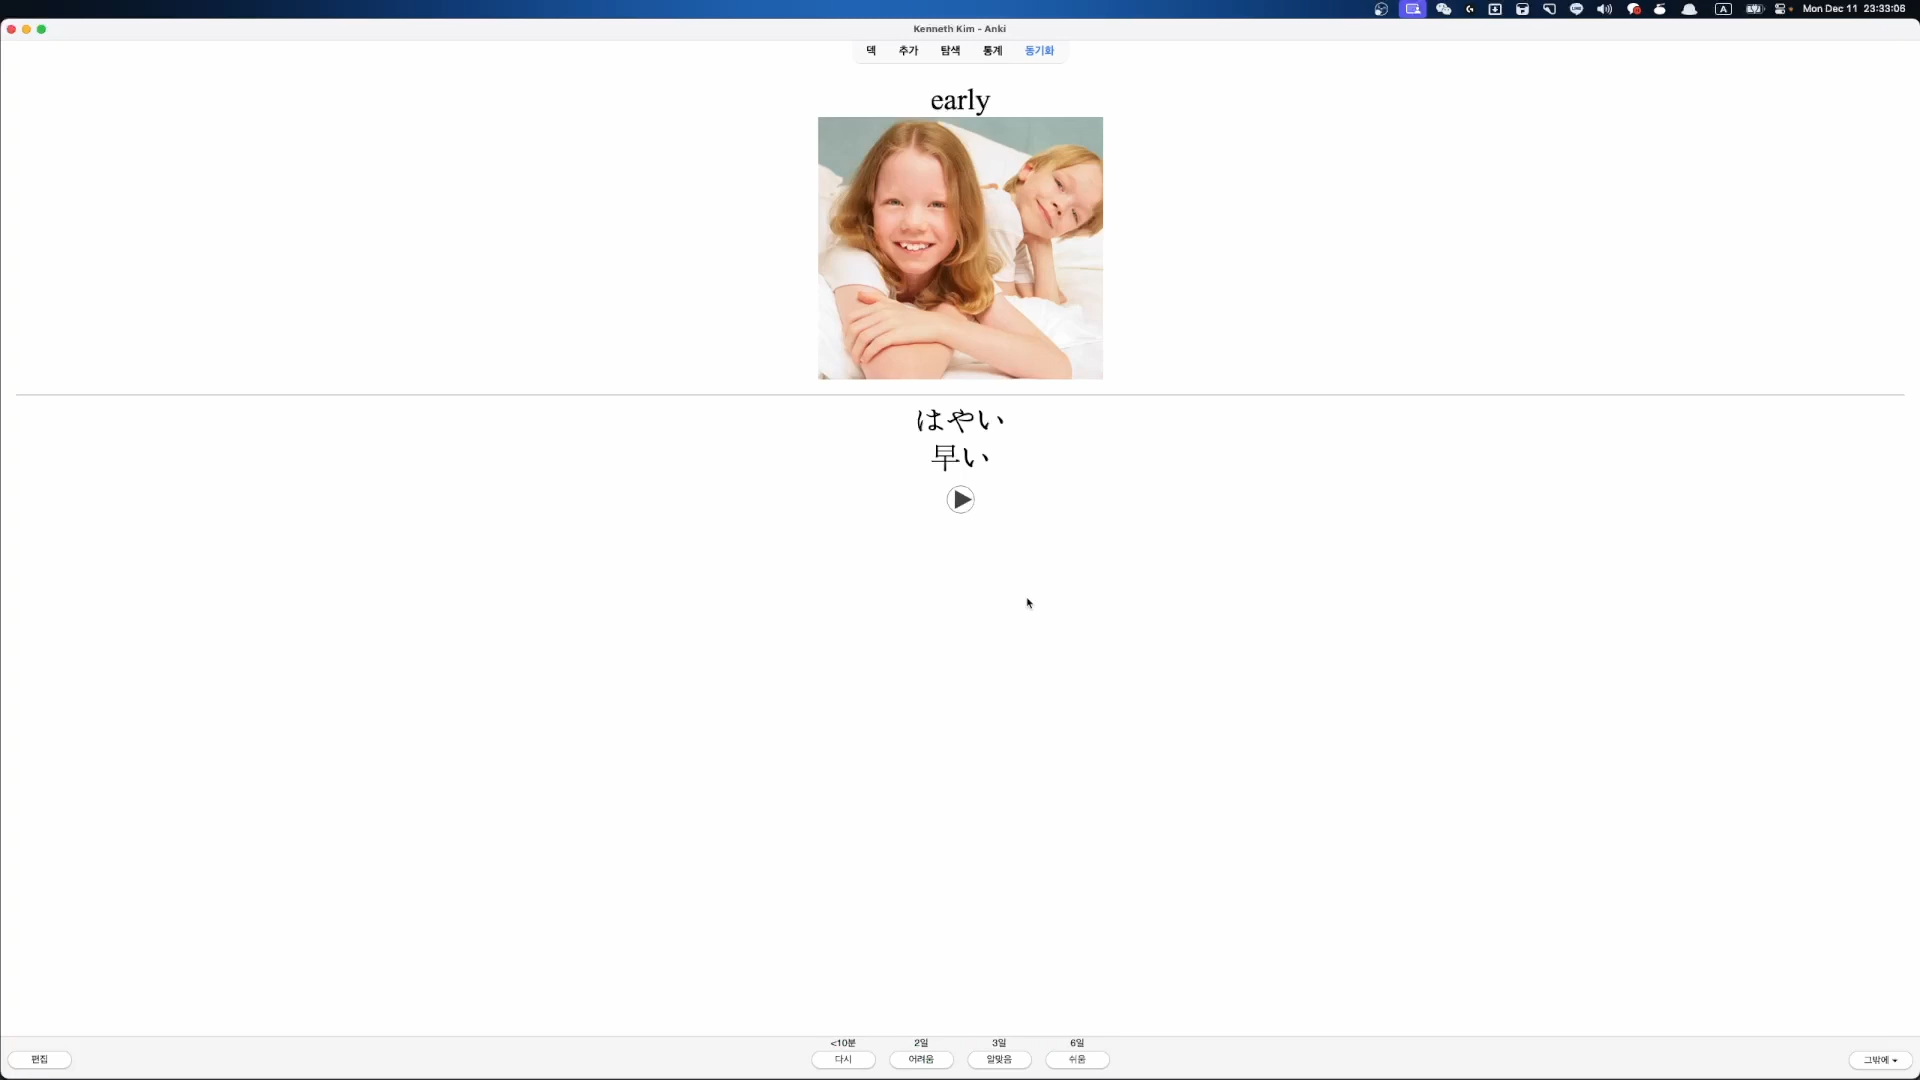 Mon Dec 11 23:33:06
Kenneth Kim - Anki
덱 추가 탐색 통계 동기화
early
はやい
早い
<10분 2일 3일 6일
편집 다시 어려움 알맞음 쉬움 그밖에